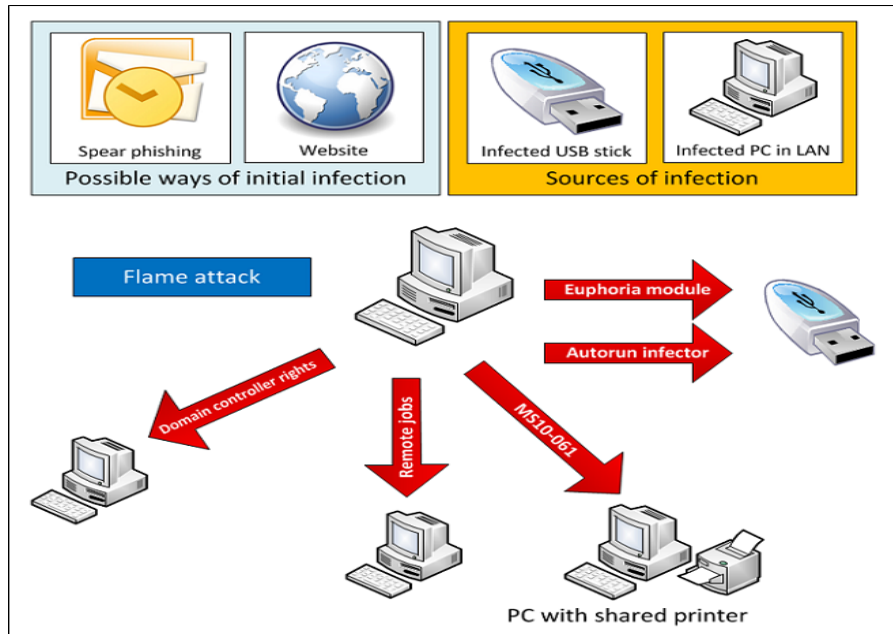 Spear phishing
Website
Possible ways of initial infection
Infected USB stick
Infected PC in LAN
Sources of infection
Flame attack
Euphoria module
Autorun infector
Domain controller rights
Remote jobs
MS10-061
PC with shared printer